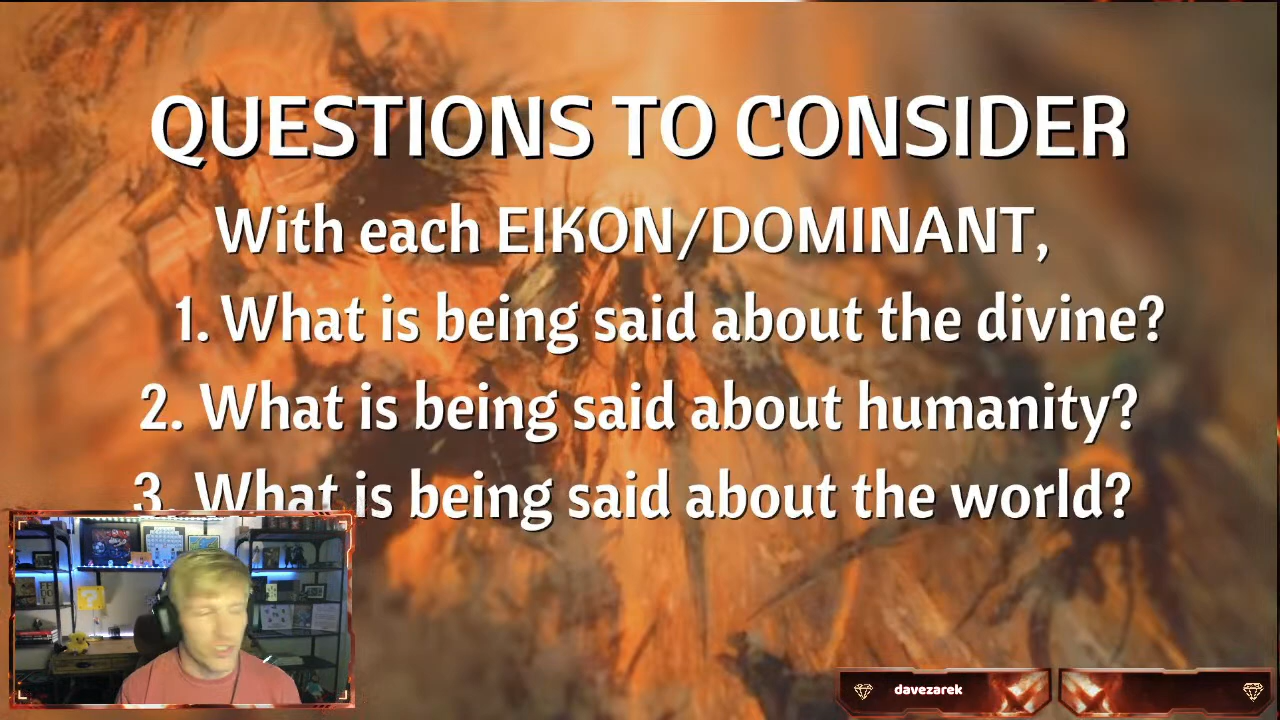 QUESTIONS TO CONSIDER
With each EIKON/DOMINANT,
1. What is being said about the divine?
2. What is being said about humanity?
3. What is being said about the world?
davezarek